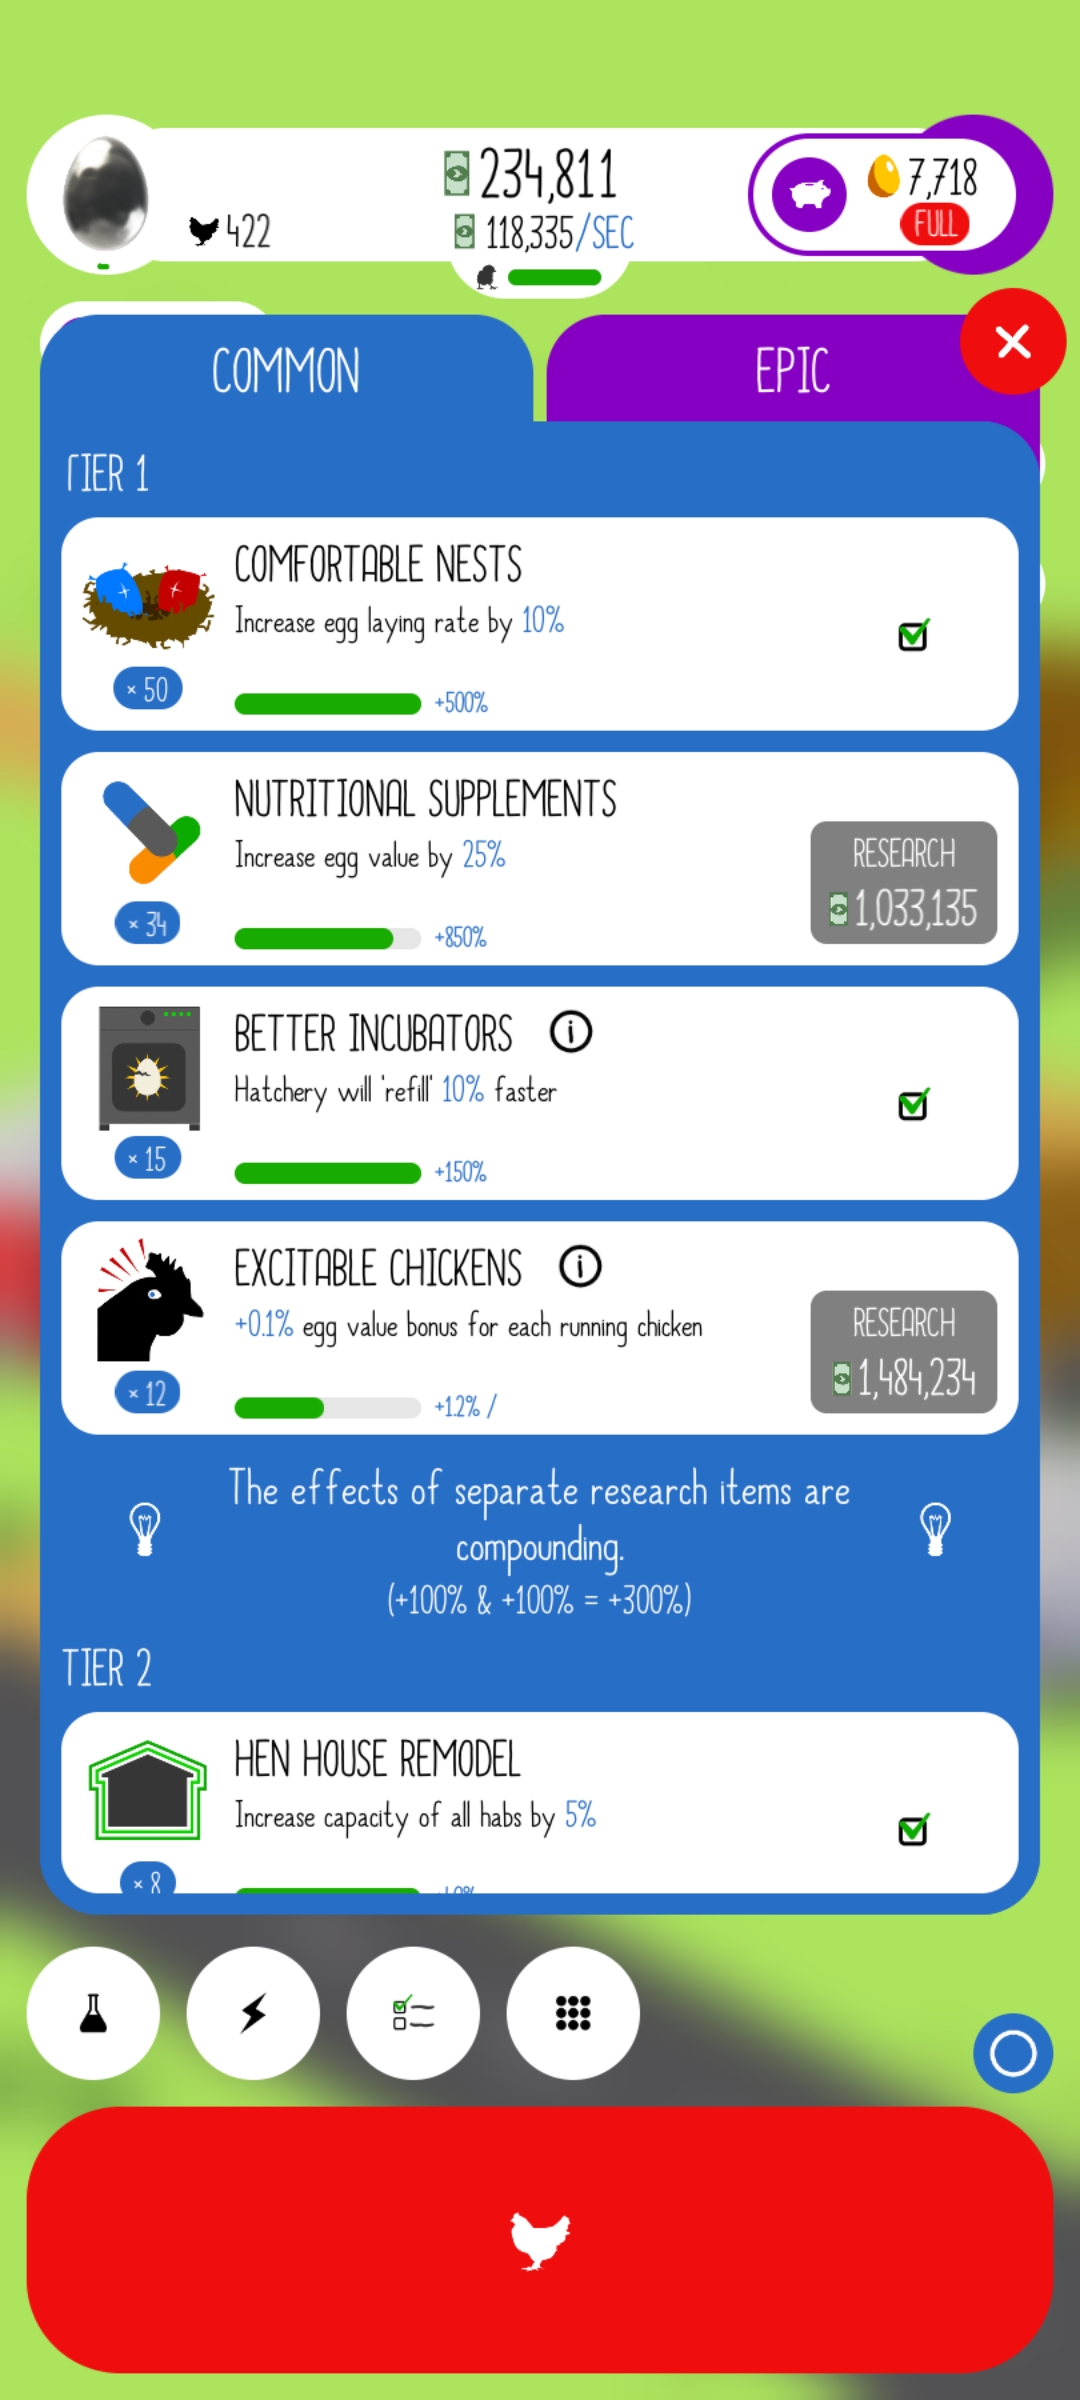 234,811
7,718
422
118,335/SEC
FULL
COMMON
EPIC
TIER 1
COMFORTABLE NESTS
Increase egg laying rate by 10%
× 50
+500%
NUTRITIONAL SUPPLEMENTS
Increase egg value by 25%
RESEARCH
1,033,135
× 34
+850%
BETTER INCUBATORS
Hatchery will 'refill' 10% faster
× 15
+150%
EXCITABLE CHICKENS
+0.1% egg value bonus for each running chicken
RESEARCH
1,484,234
× 12
+1.2% /
The effects of separate research items are
compounding.
(+100% & +100% = +300%)
TIER 2
HEN HOUSE REMODEL
Increase capacity of all habs by 5%
× 8